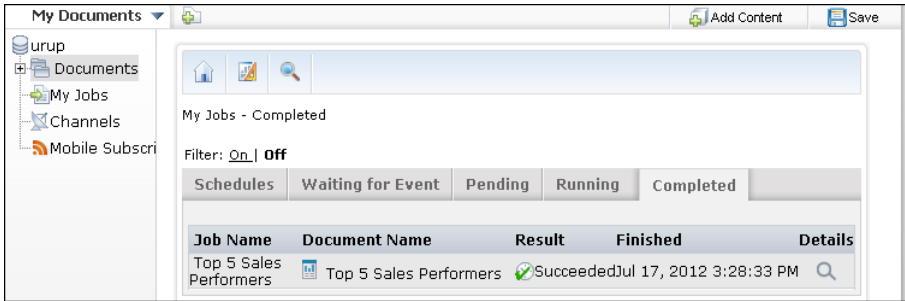 My Documents Add Content Save
urup
Documents
My Jobs
Channels
Mobile Subscri
My Jobs - Completed
Filter: On | Off
Schedules Waiting for Event Pending Running Completed
Job Name Document Name Result Finished Details
Top 5 Sales Performers Top 5 Sales Performers Succeeded Jul 17, 2012 3:28:33 PM